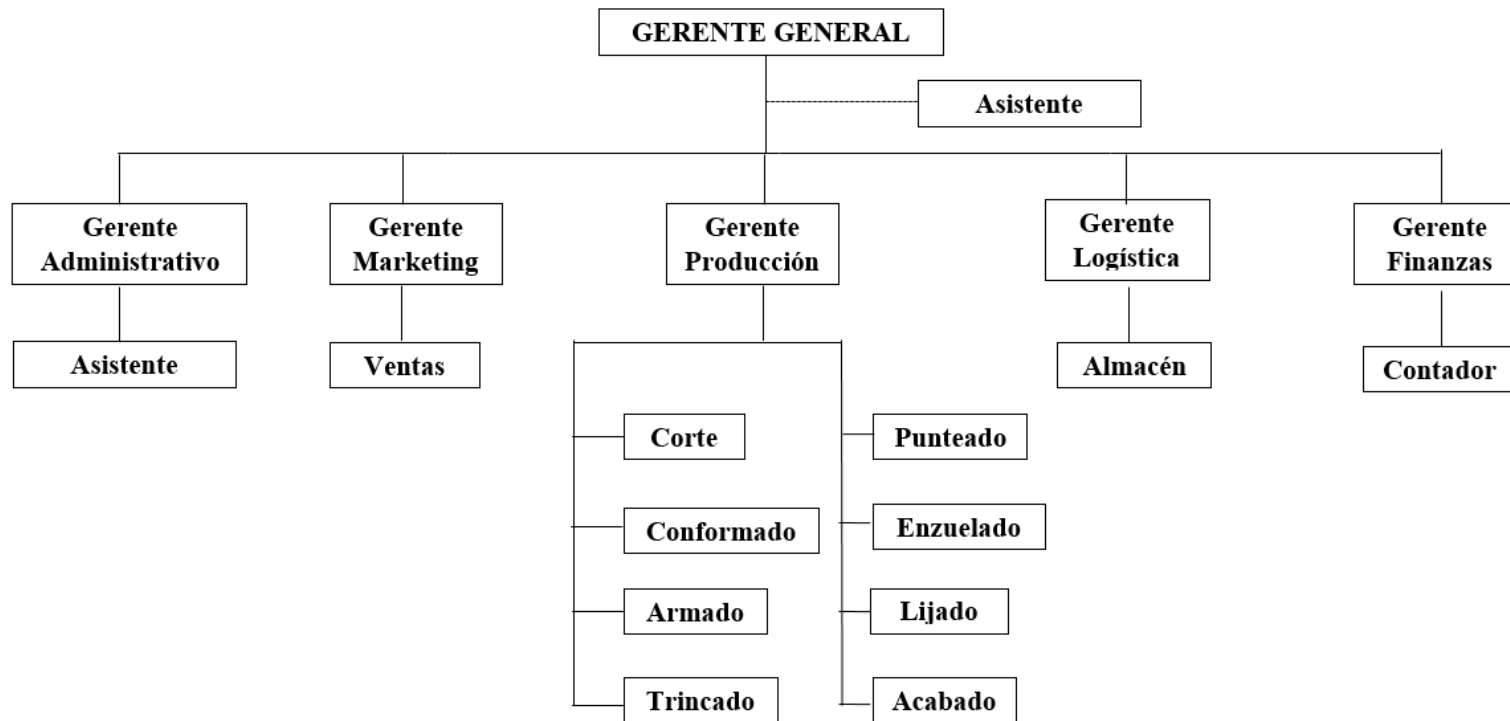 GERENTE GENERAL
Asistente
Gerente
Administrativo
Gerente
Marketing
Gerente
Producción
Gerente
Logística
Gerente
Finanzas
Asistente
Ventas
Almacén
Contador
Corte
Punteado
Conformado
Enzuelado
Armado
Lijado
Trincado
Acabado